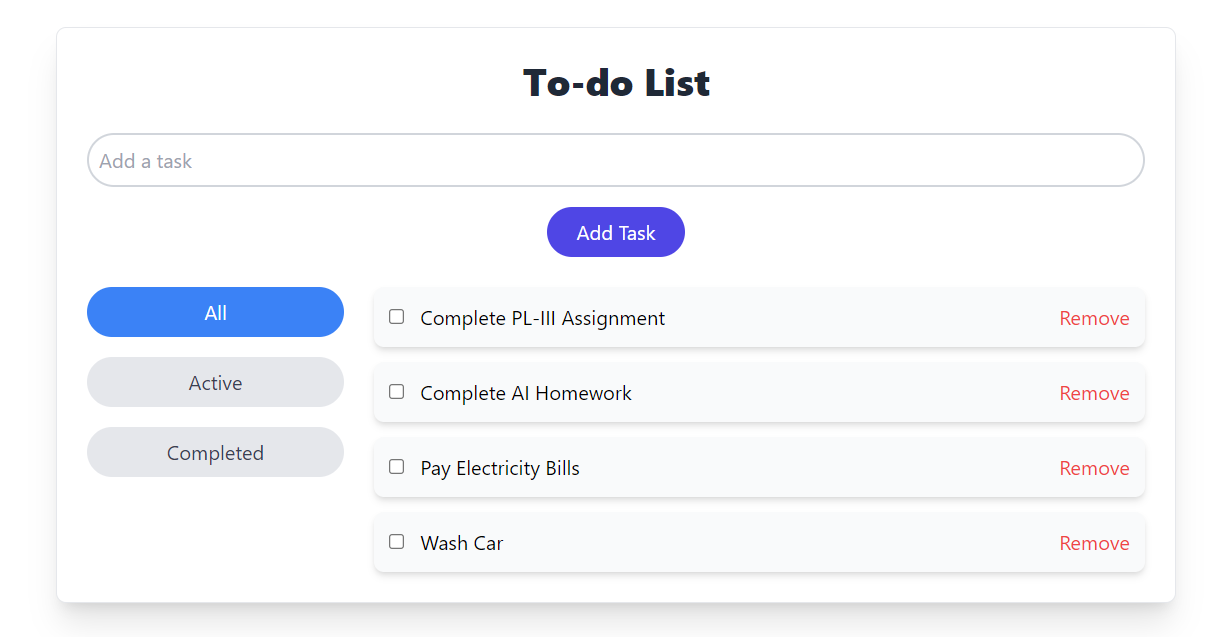 To-do List
Add a task
Add Task
All
Active
Completed
Complete PL-III Assignment Remove
Complete AI Homework Remove
Pay Electricity Bills Remove
Wash Car Remove